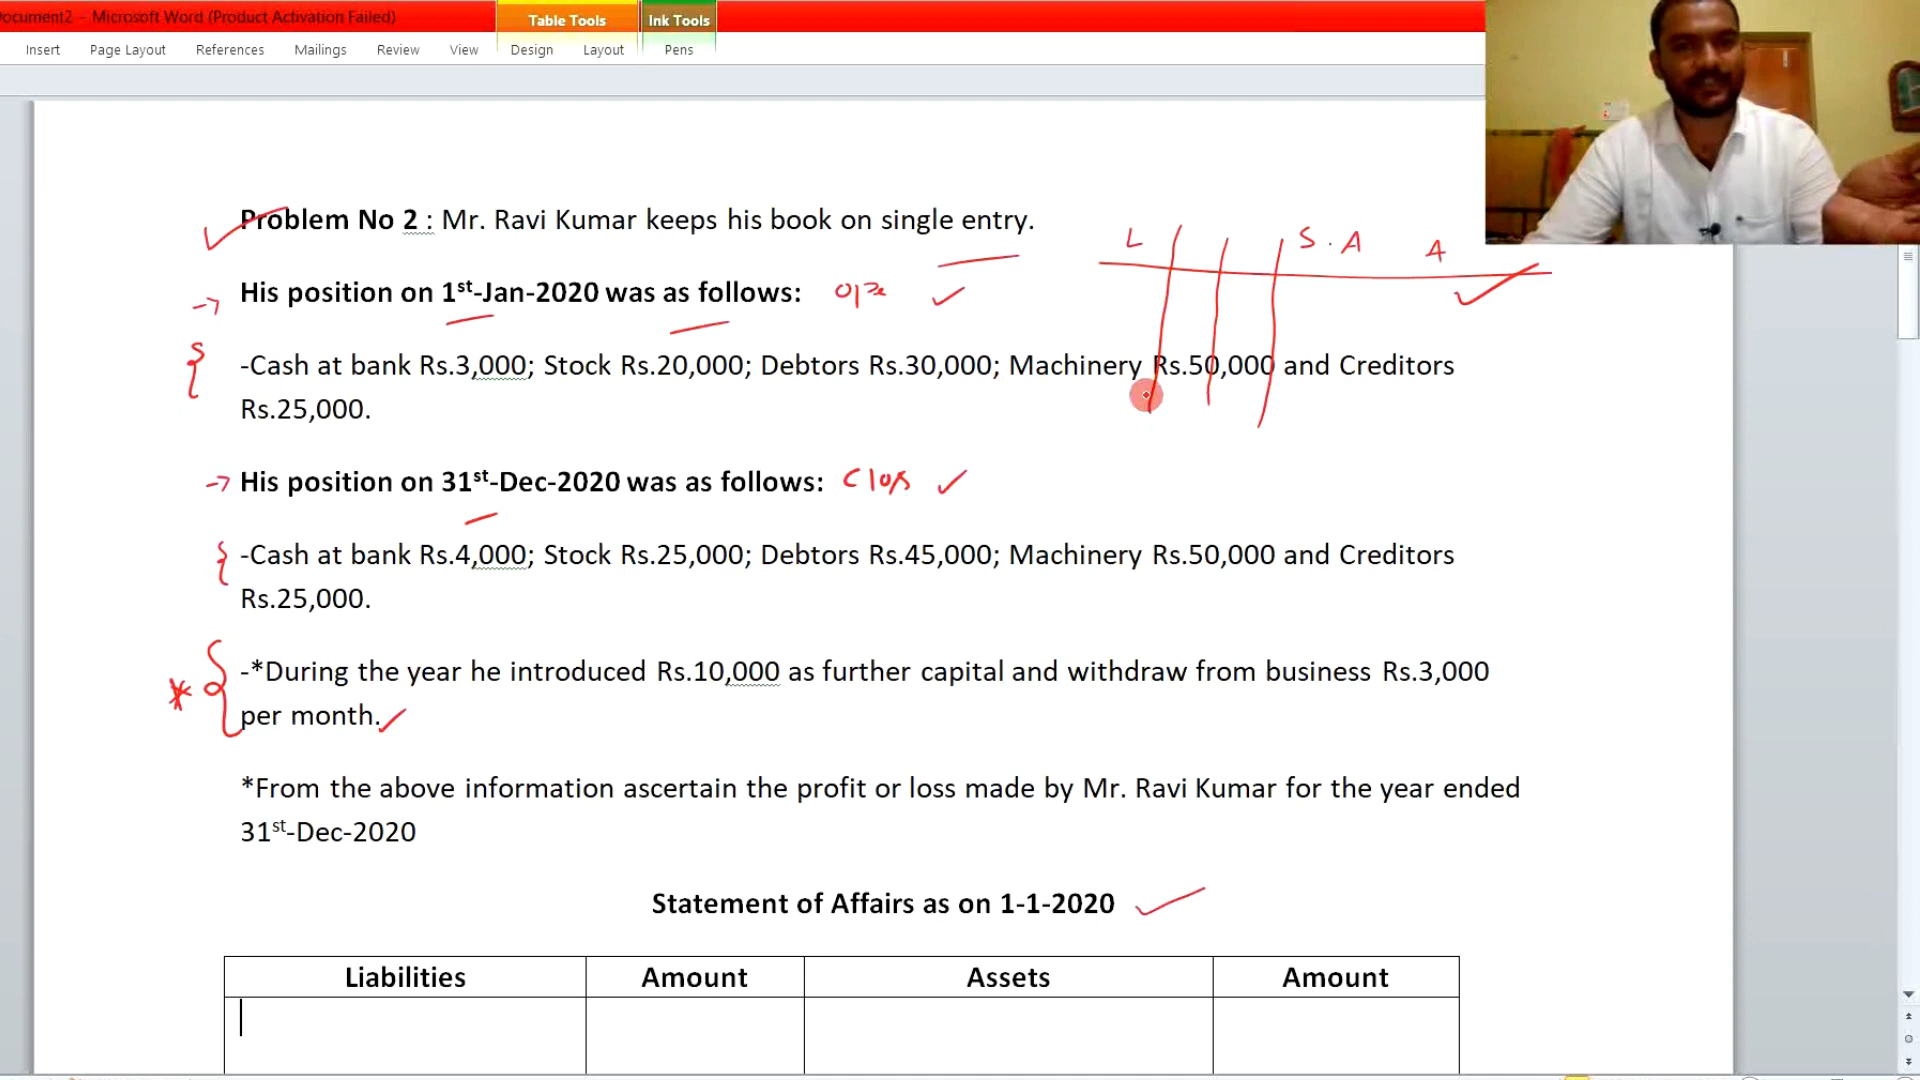 ocument2 - Microsoft Word (Product Activation Failed)
Table Tools
Ink Tools
Insert Page Layout References Mailings Review View Design Layout Pens
Problem No 2 : Mr. Ravi Kumar keeps his book on single entry.
L S.A A
His position on 1st-Jan-2020 was as follows:
-Cash at bank Rs.3,000; Stock Rs.20,000; Debtors Rs.30,000; Machinery Rs.50,000 and Creditors
Rs.25,000.
His position on 31st-Dec-2020 was as follows:
-Cash at bank Rs.4,000; Stock Rs.25,000; Debtors Rs.45,000; Machinery Rs.50,000 and Creditors
Rs.25,000.
-*During the year he introduced Rs.10,000 as further capital and withdraw from business Rs.3,000
per month.
*From the above information ascertain the profit or loss made by Mr. Ravi Kumar for the year ended
31st-Dec-2020
Statement of Affairs as on 1-1-2020
Liabilities Amount Assets Amount